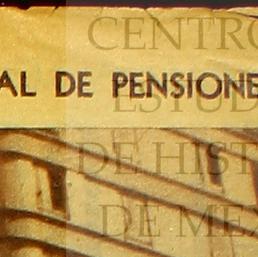 CENTRO
AL DE PENSIONE
ESTUD
DE HIST
DE MEX